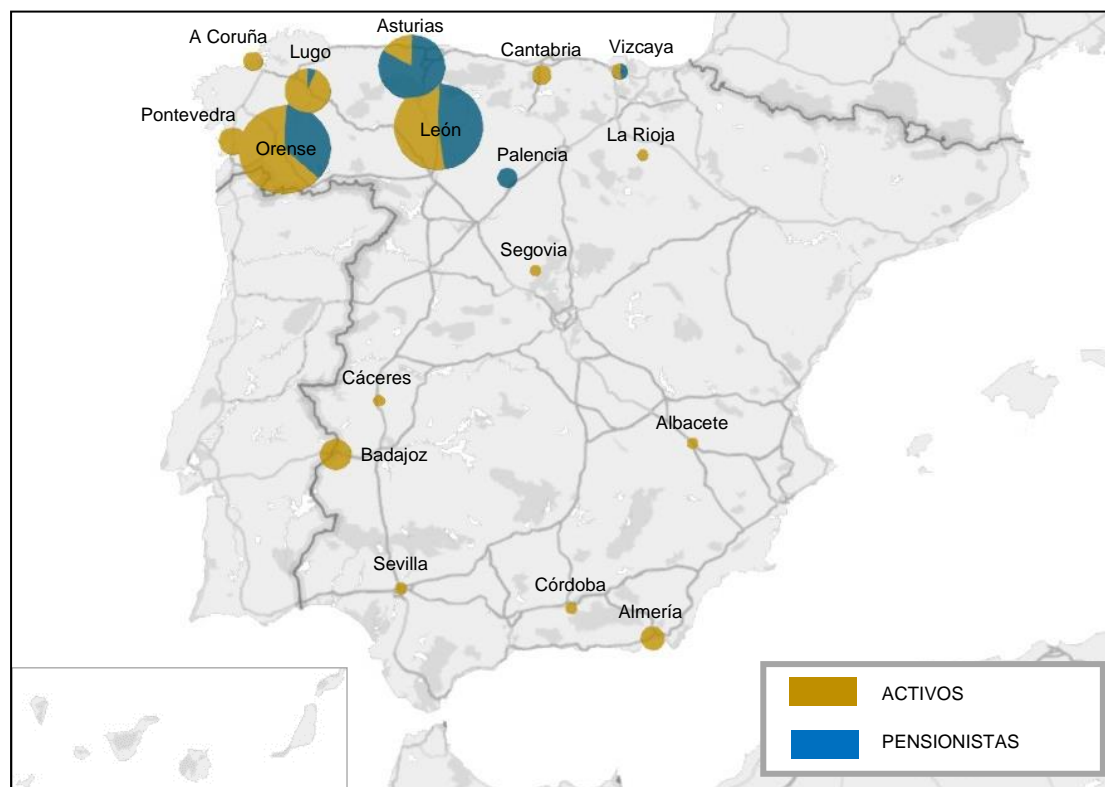 Asturias
A Coruña
Lugo
Cantabria
Vizcaya
Pontevedra
Orense
León
La Rioja
Palencia
Segovia
Cáceres
Albacete
Badajoz
Sevilla
Córdoba
Almería
ACTIVOS
PENSIONISTAS